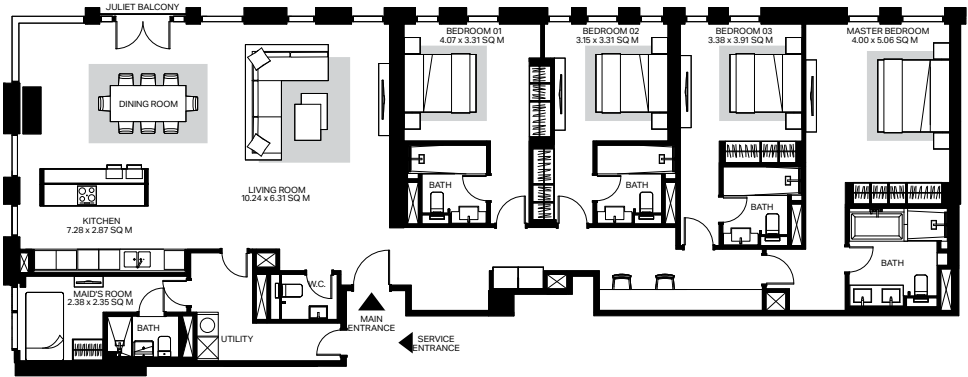 JULIET BALCONY
BEDROOM 01
4.07 x 3.31 SQ M
BEDROOM 02
3.15 x 3.31 SQ M
BEDROOM 03
3.38 x 3.91 SQ M
MASTER BEDROOM
4.00 x 5.06 SQ M
DINING ROOM
LIVING ROOM
10.24 x 6.31 SQ M
BATH
BATH
BATH
KITCHEN
7.28 x 2.87 SQ M
BATH
MAID'S ROOM
2.38 x 2.35 SQ M
W.C.
BATH
UTILITY
MAIN
ENTRANCE
SERVICE
ENTRANCE